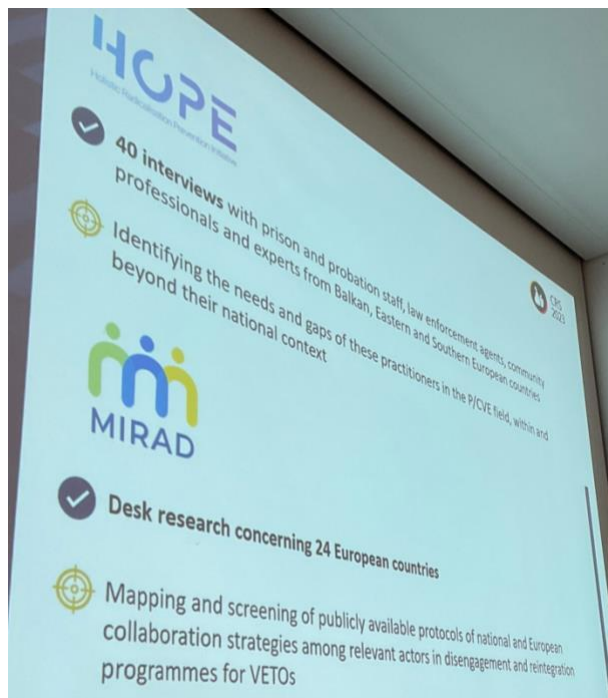 HOPE
Holistic Radicalisation Prevention Initiative
40 interviews with prison and probation staff, law enforcement agents, community
professionals and experts from Balkan, Eastern and Southern European countries
CRS
2023
Identifying the needs and gaps of these practitioners in the P/CVE field, within and
beyond their national context
MIRAD
Desk research concerning 24 European countries
Mapping and screening of publicly available protocols of national and European
collaboration strategies among relevant actors in disengagement and reintegration
programmes for VETOs